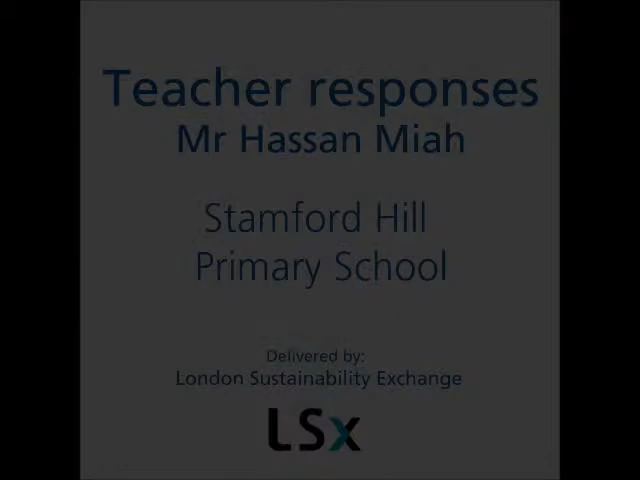 Teacher responses
Mr Hassan Miah
Stamford Hill
Primary School
Delivered by:
London Sustainability Exchange
LSx